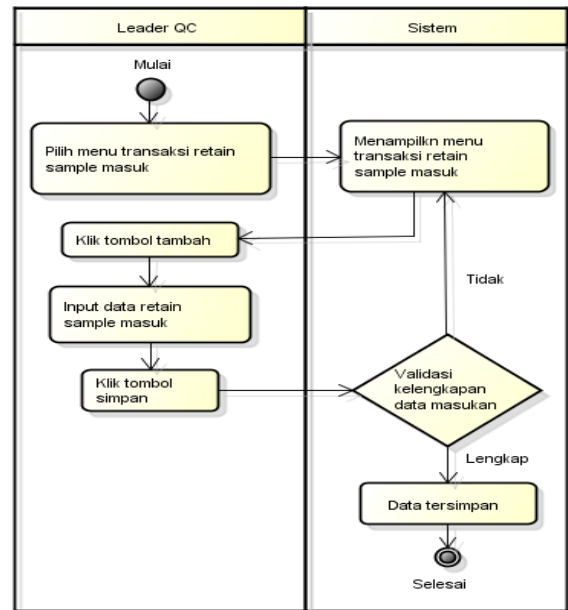 Leader QC
Sistem
Mulai
Pilih menu transaksi retain
sample masuk
Menampilkn menu
transaksi retain
sample masuk
Klik tombol tambah
Input data retain
sample masuk
Klik tombol
simpan
Tidak
Validasi
kelengkapan
data masukan
Lengkap
Data tersimpan
Selesai